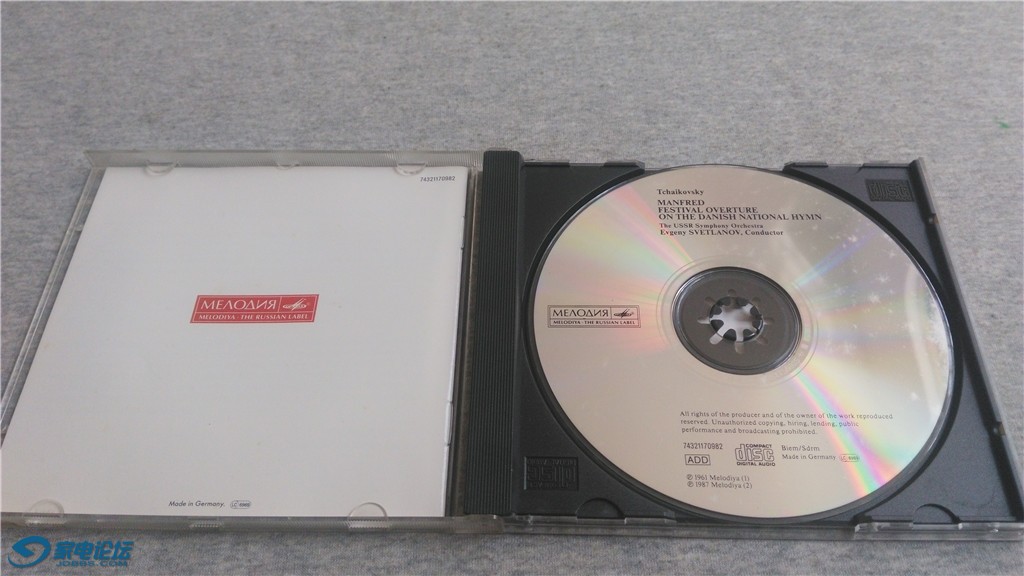 74321170982
МЕЛОДИЯ
MELODIYA · THE RUSSIAN LABEL
Made in Germany.
Tchaikovsky
MANFRED
FESTIVAL OVERTURE
ON THE DANISH NATIONAL HYMN
The USSR Symphony Orchestra
Evgeny SVETLANOV, Conductor
МЕЛОДИЯ
MELODIYA · THE RUSSIAN LABEL
All rights of the producer and of the owner of the work reproduced
reserved. Unauthorized copying, hiring, lending, public
performance and broadcasting prohibited.
74321170982
ADD
COMPACT
disc
DIGITAL AUDIO
Biem/Sdrm
Made in Germany
℗ 1961 Melodiya (1)
℗ 1987 Melodiya (2)
家电论坛
JDBBS.COM